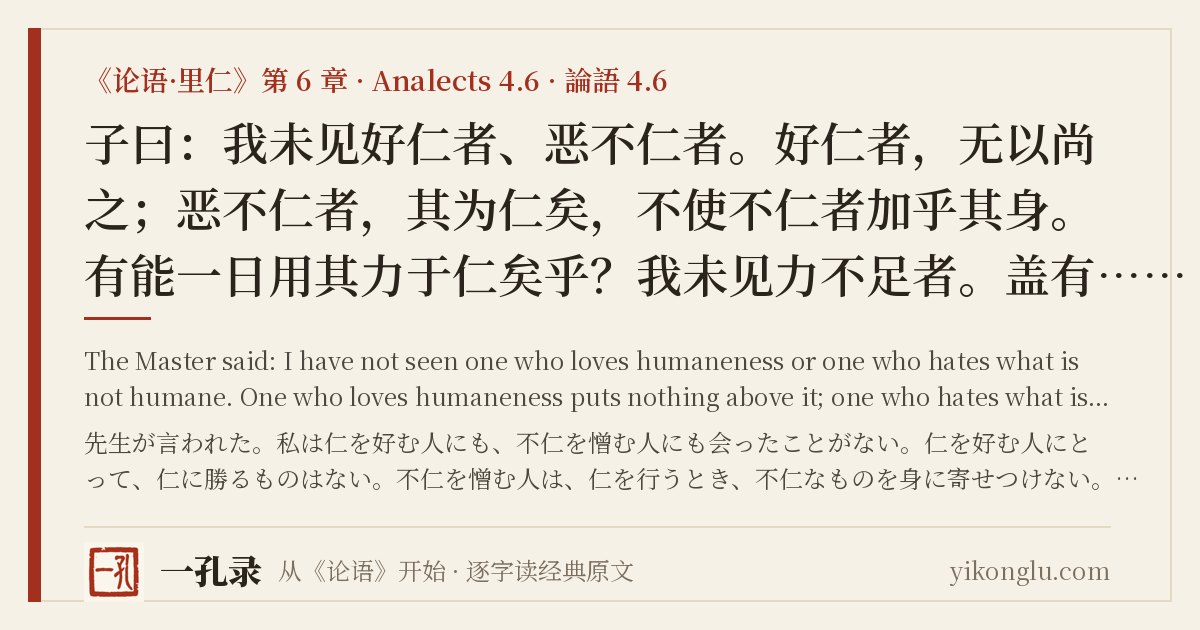 《论语·里仁》第 6 章 · Analects 4.6 · 論語 4.6
子曰：我未见好仁者、恶不仁者。好仁者，无以尚
之；恶不仁者，其为仁矣，不使不仁者加乎其身。
有能一日用其力于仁矣乎？我未见力不足者。盖有……
The Master said: I have not seen one who loves humaneness or one who hates what is
not humane. One who loves humaneness puts nothing above it; one who hates what is...
先生が言われた。私は仁を好む人にも、不仁を憎む人にも会ったことがない。仁を好む人にと
って、仁に勝るものはない。不仁を憎む人は、仁を行うとき、不仁なものを身に寄せつけない。…
一孔
一孔录 从《论语》开始 · 逐字读经典原文 yikonglu.com